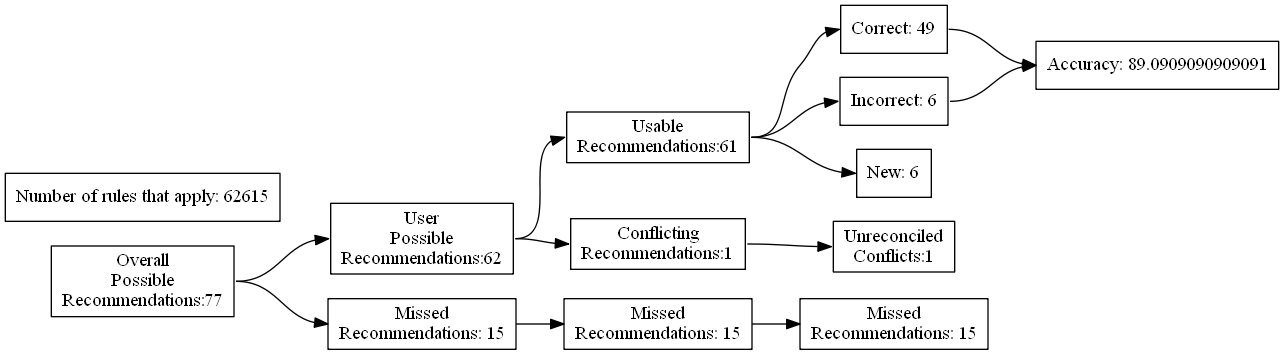 Number of rules that apply: 62615
Overall
Possible
Recommendations:77
User
Possible
Recommendations:62
Missed
Recommendations: 15
Usable
Recommendations:61
Conflicting
Recommendations:1
Missed
Recommendations: 15
Correct: 49
Incorrect: 6
New: 6
Unreconciled
Conflicts:1
Missed
Recommendations: 15
Accuracy: 89.0909090909091